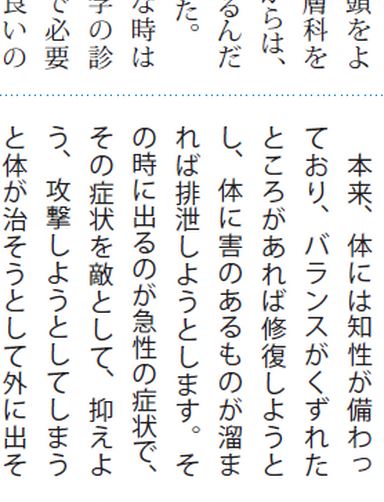 頭をよ
膚科を
からは、
るんだ
た。
な時は
学の診
で必要
良いの
本来、体には知性が備わっ
ており、バランスがくずれた
ところがあれば修復しようと
し、体に害のあるものが溜ま
れば排泄しようとします。そ
の時に出るのが急性の症状で、
その症状を敵として、抑えよ
う、攻撃しようとしてしまう
と体が治そうとして外に出そ